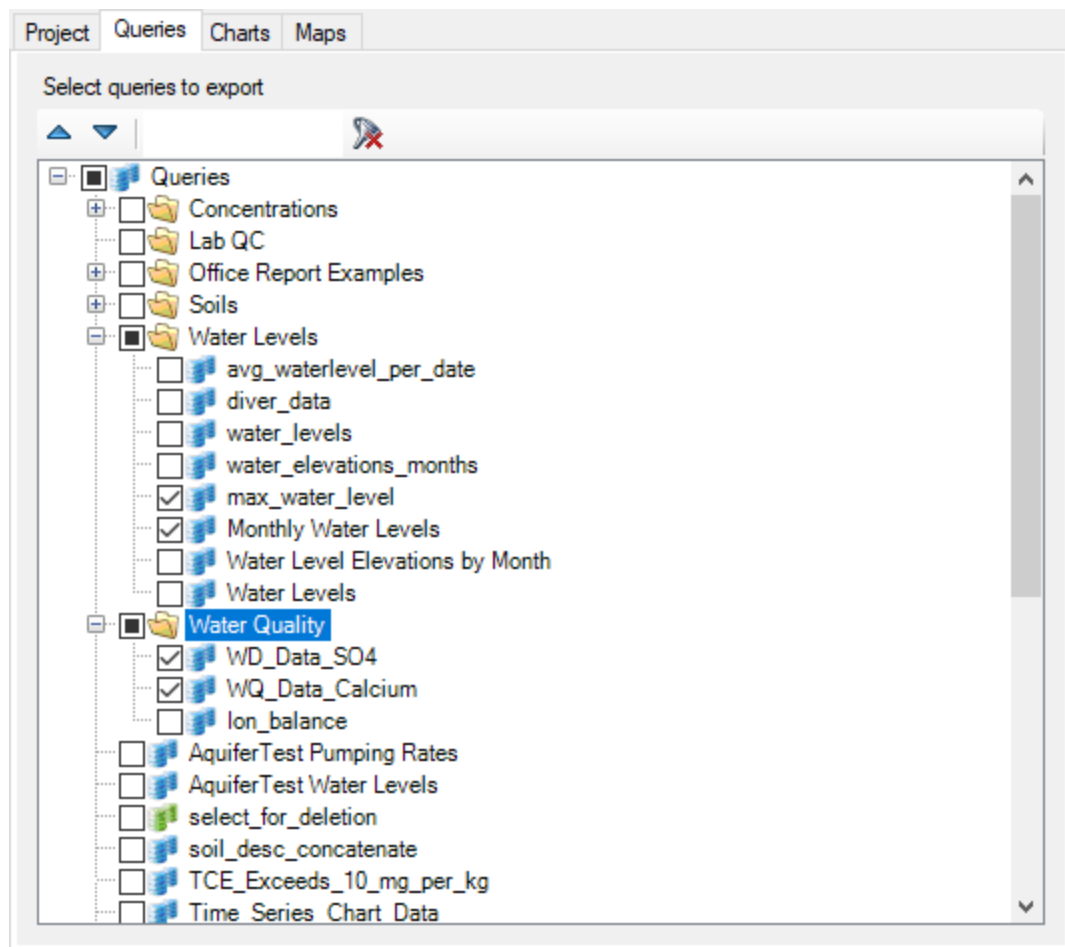 Project Queries Charts Maps
Select queries to export
Queries
Concentrations
Lab QC
Office Report Examples
Soils
Water Levels
avg_waterlevel_per_date
diver_data
water_levels
water_elevations_months
max_water_level
Monthly Water Levels
Water Level Elevations by Month
Water Levels
Water Quality
WD_Data_SO4
WQ_Data_Calcium
Ion_balance
AquiferTest Pumping Rates
AquiferTest Water Levels
select_for_deletion
soil_desc_concatenate
TCE_Exceeds_10_mg_per_kg
Time_Series_Chart_Data